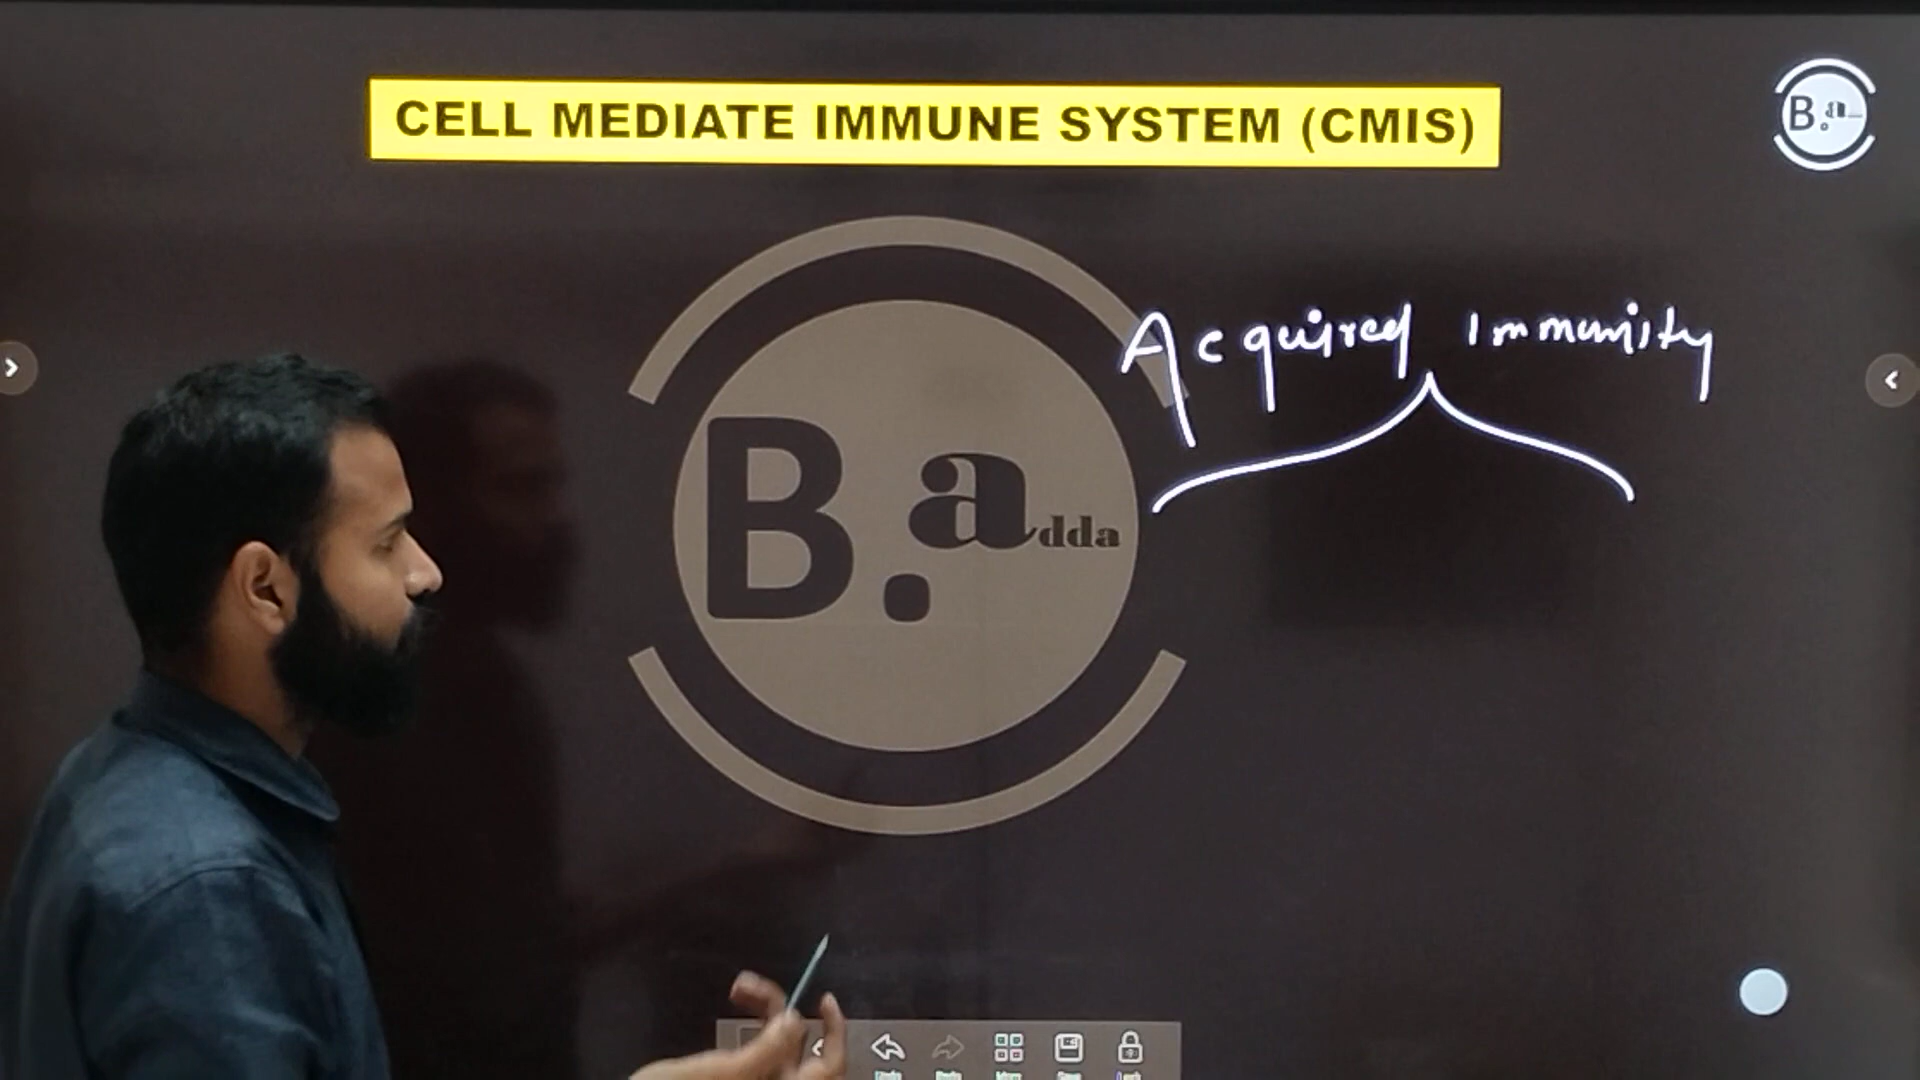 CELL MEDIATE IMMUNE SYSTEM (CMIS)
B.a
Acquired Immunity
B.adda